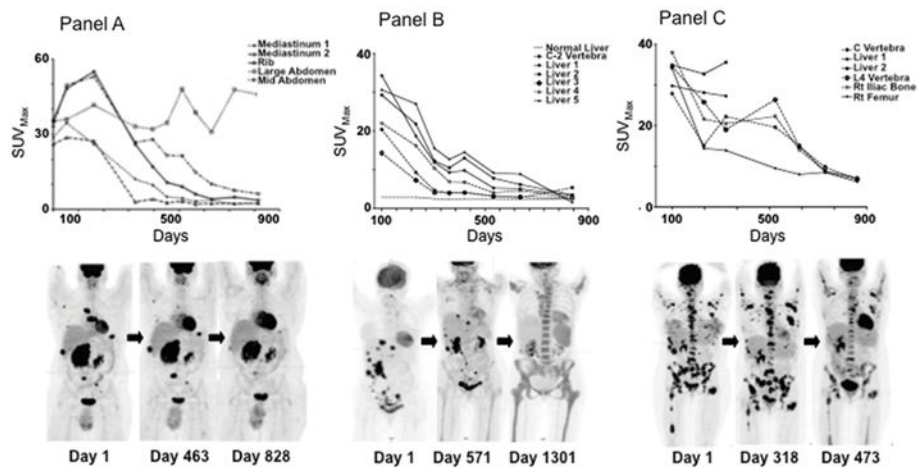 Panel A
60
30
0
SUVMax
100
500
900
Days
Mediastinum 1
Mediastinum 2
Rib
Large Abdomen
Mid Abdomen
Day 1
Day 463
Day 828
Panel B
40
20
0
SUVMax
100
500
900
Days
Normal Liver
C-2 Vertebra
Liver 1
Liver 2
Liver 3
Liver 4
Liver 5
Day 1
Day 571
Day 1301
Panel C
40
20
0
SUVMax
100
500
900
Days
C Vertebra
Liver 1
Liver 2
L4 Vertebra
Rt Iliac Bone
Rt Femur
Day 1
Day 318
Day 473